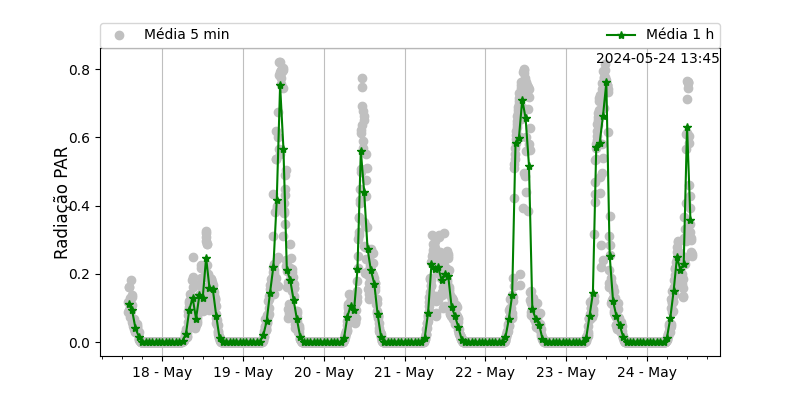 Média 5 min
Média 1 h
2024-05-24 13:45
Radiação PAR
0.8
0.6
0.4
0.2
0.0
18 - May
19 - May
20 - May
21 - May
22 - May
23 - May
24 - May